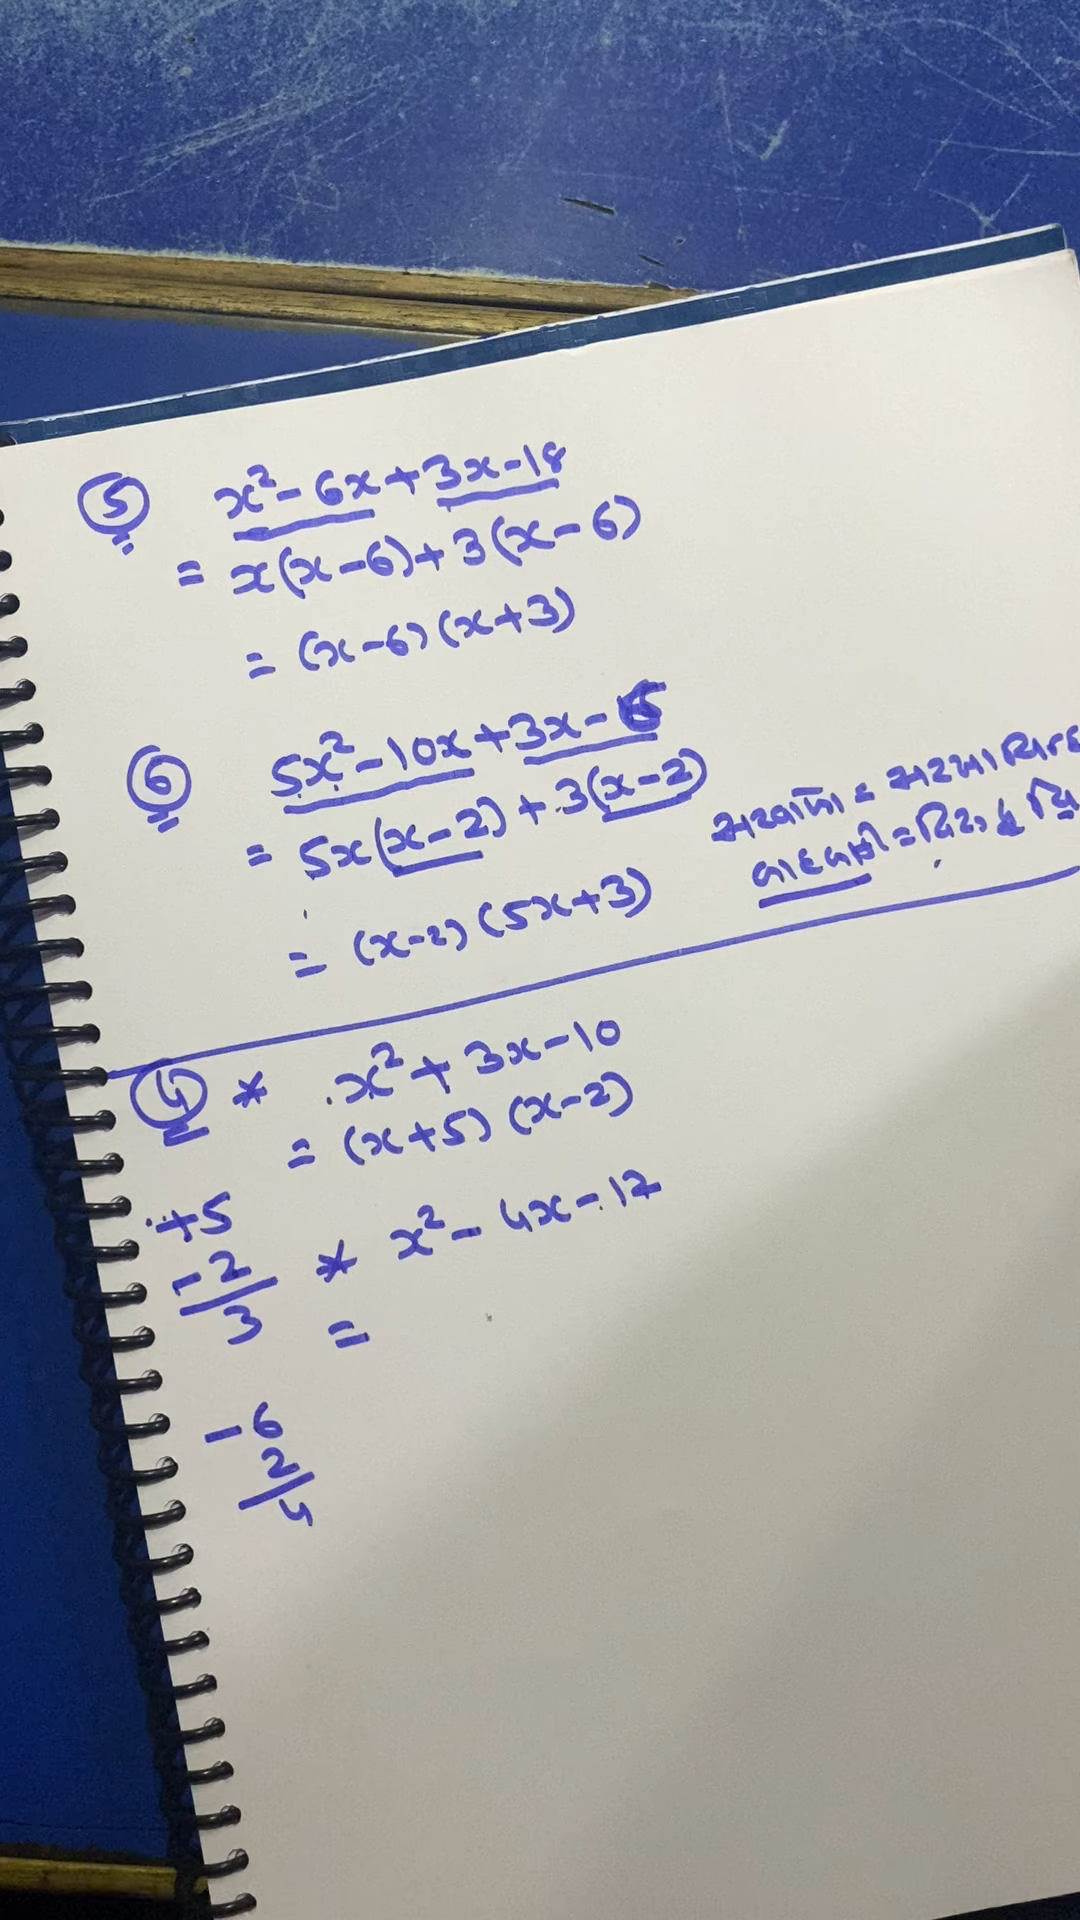 5 x² - 6x + 3x - 18
= x(x - 6) + 3(x - 6)
= (x - 6) (x + 3)
6 5x² - 10x + 3x - 6
= 5x(x - 2) + 3(x - 2)
= (x - 2) (5x + 3)
* x² + 3x - 10
= (x + 5) (x - 2)
+5
-2
3
* x² - 4x - 12
=
-6
2
4